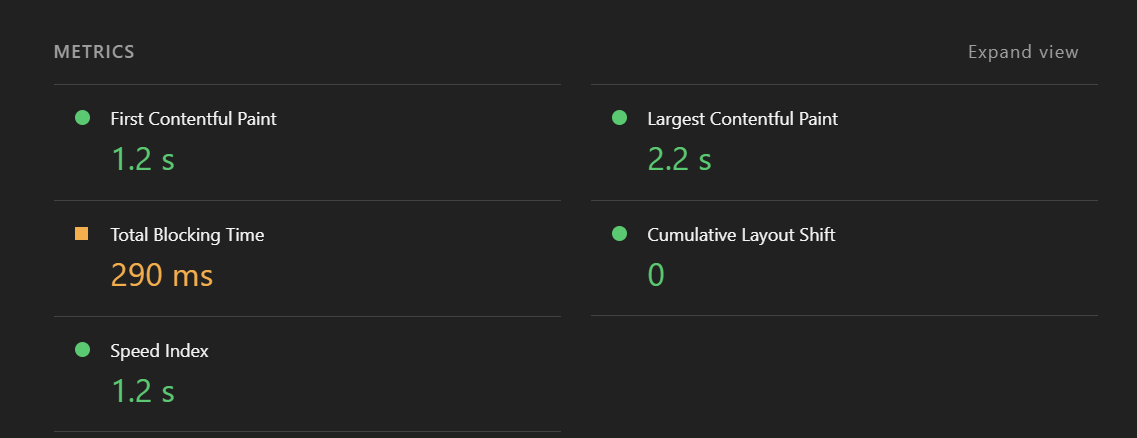 METRICS
Expand view
First Contentful Paint
1.2 s
Largest Contentful Paint
2.2 s
Total Blocking Time
290 ms
Cumulative Layout Shift
0
Speed Index
1.2 s